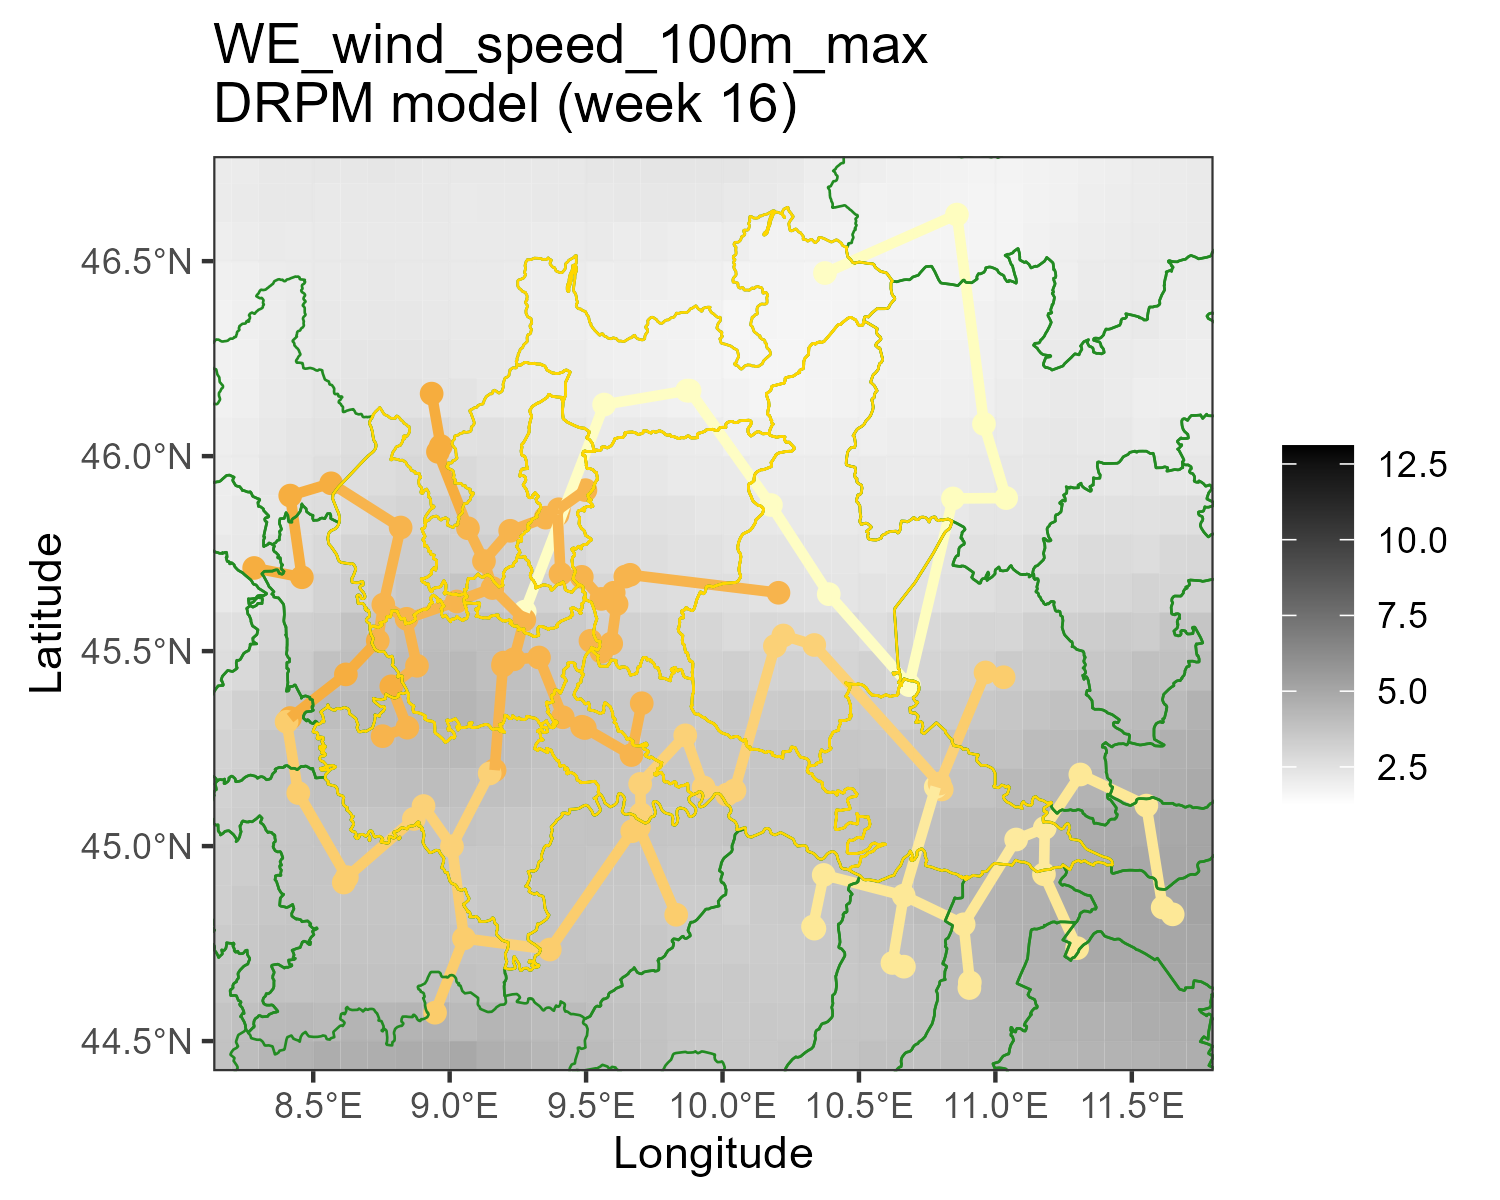 WE_wind_speed_100m_max
DRPM model (week 16)
46.5°N
46.0°N
45.5°N
45.0°N
44.5°N
Latitude
8.5°E 9.0°E 9.5°E 10.0°E 10.5°E 11.0°E 11.5°E
Longitude
12.5
10.0
7.5
5.0
2.5